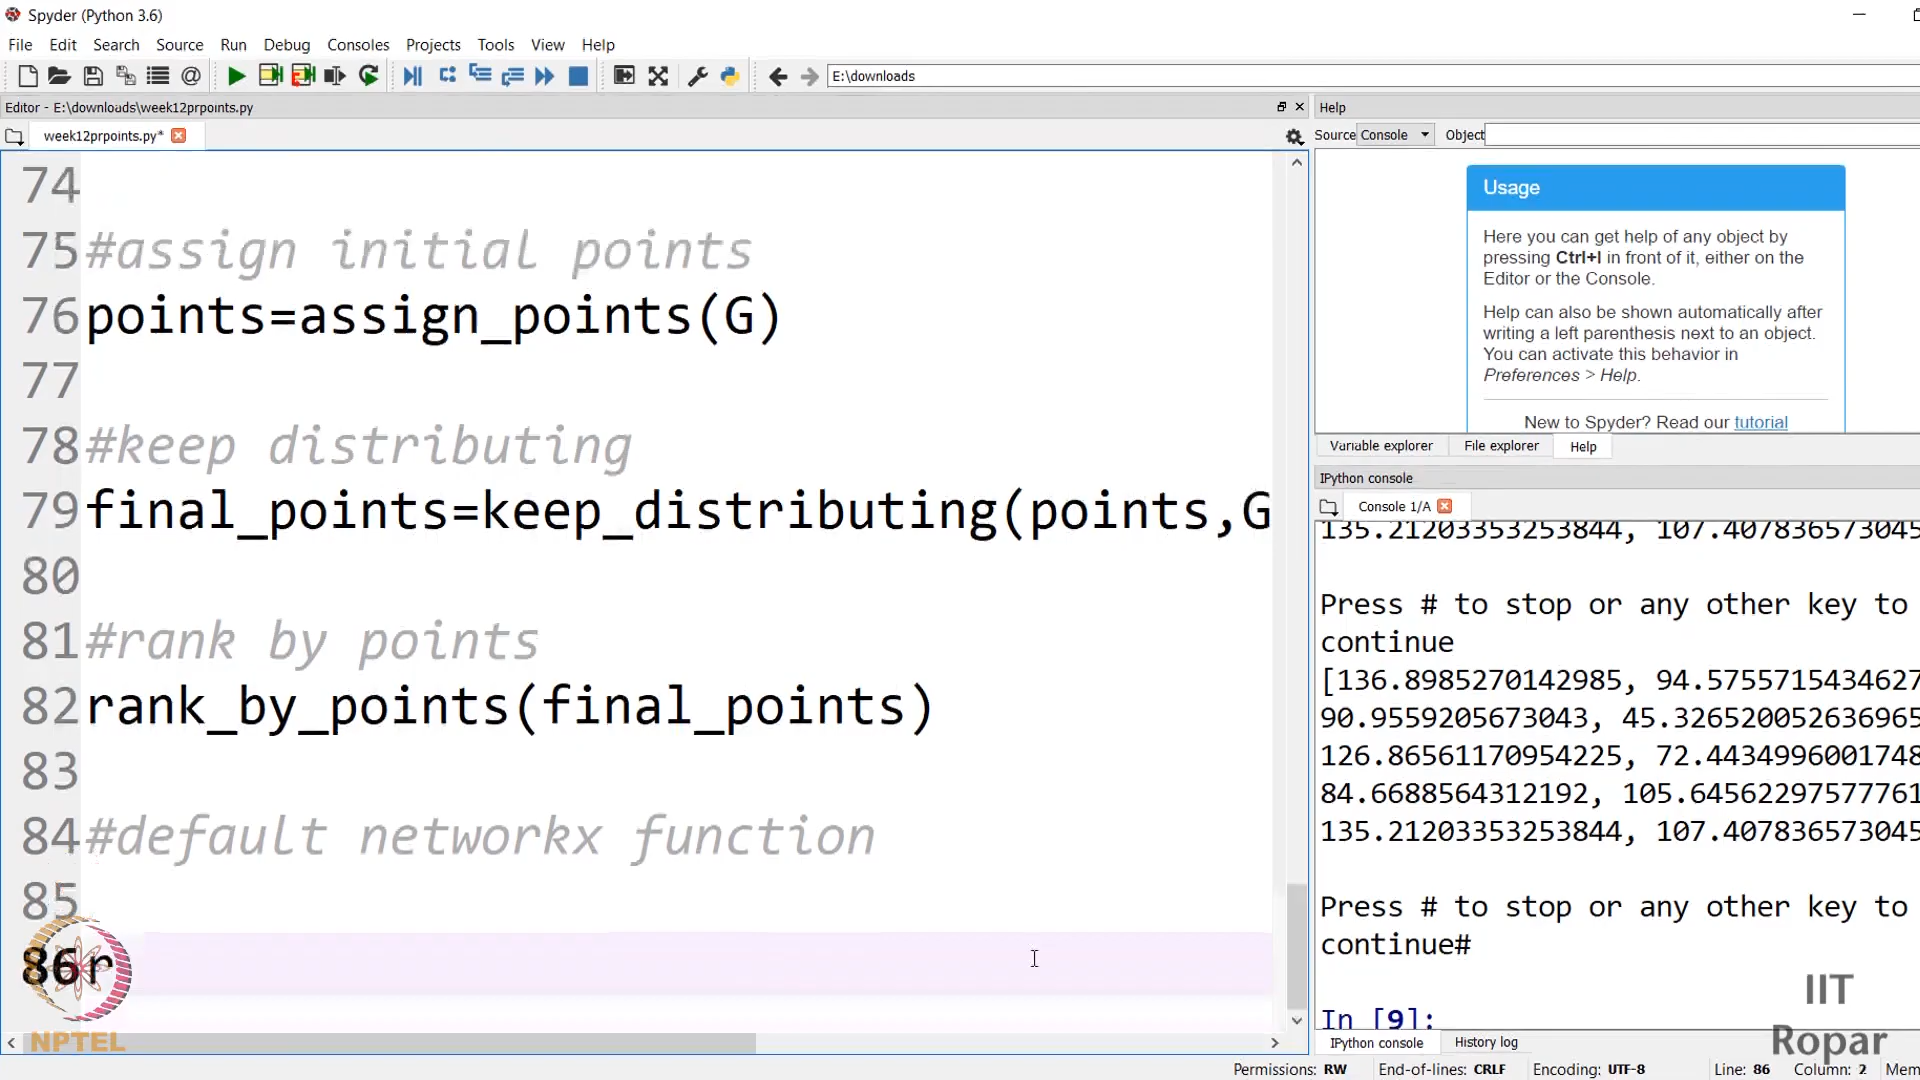 Spyder (Python 3.6)
File Edit Search Source Run Debug Consoles Projects Tools View Help
E:\downloads
Editor - E:\downloads\week12prpoints.py
Help
week12prpoints.py*
Source Console Object
74
75 #assign initial points
76 points=assign_points(G)
77
78 #keep distributing
79 final_points=keep_distributing(points,G
80
81 #rank by points
82 rank_by_points(final_points)
83
84 #default networkx function
85
86 r
Usage
Here you can get help of any object by
pressing Ctrl+I in front of it, either on the
Editor or the Console.
Help can also be shown automatically after
writing a left parenthesis next to an object.
You can activate this behavior in
Preferences > Help.
New to Spyder? Read our tutorial
Variable explorer File explorer Help
IPython console
Console 1/A
135.21203353253844, 107.407836573045
Press # to stop or any other key to
continue
[136.8985270142985, 94.5755715434627
90.9559205673043, 45.326520052636965
126.86561170954225, 72.4434996001748
84.6688564312192, 105.64562297577761
135.21203353253844, 107.407836573045
Press # to stop or any other key to
continue#
In [9]:
IPython console History log
NPTEL
IIT
Ropar
Permissions: RW End-of-lines: CRLF Encoding: UTF-8 Line: 86 Column: 2 Mem